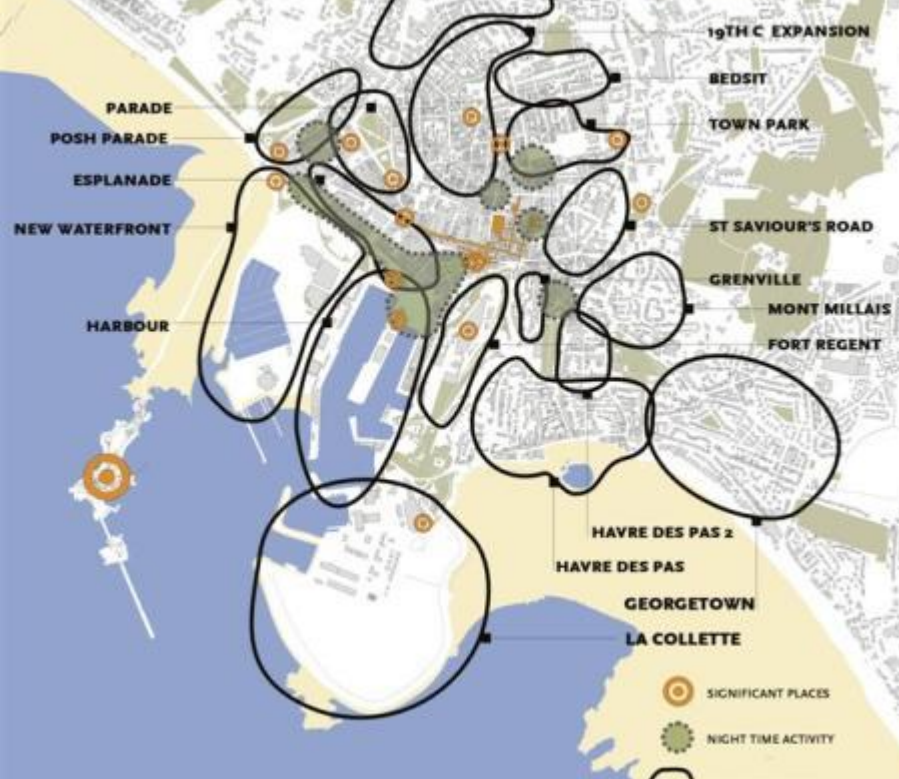 19TH C EXPANSION
BEDSIT
PARADE
TOWN PARK
POSH PARADE
ESPLANADE
NEW WATERFRONT
ST SAVIOUR'S ROAD
GRENVILLE
MONT MILLAIS
HARBOUR
FORT REGENT
HAVRE DES PAS 2
HAVRE DES PAS
GEORGETOWN
LA COLLETTE
SIGNIFICANT PLACES
NIGHT TIME ACTIVITY